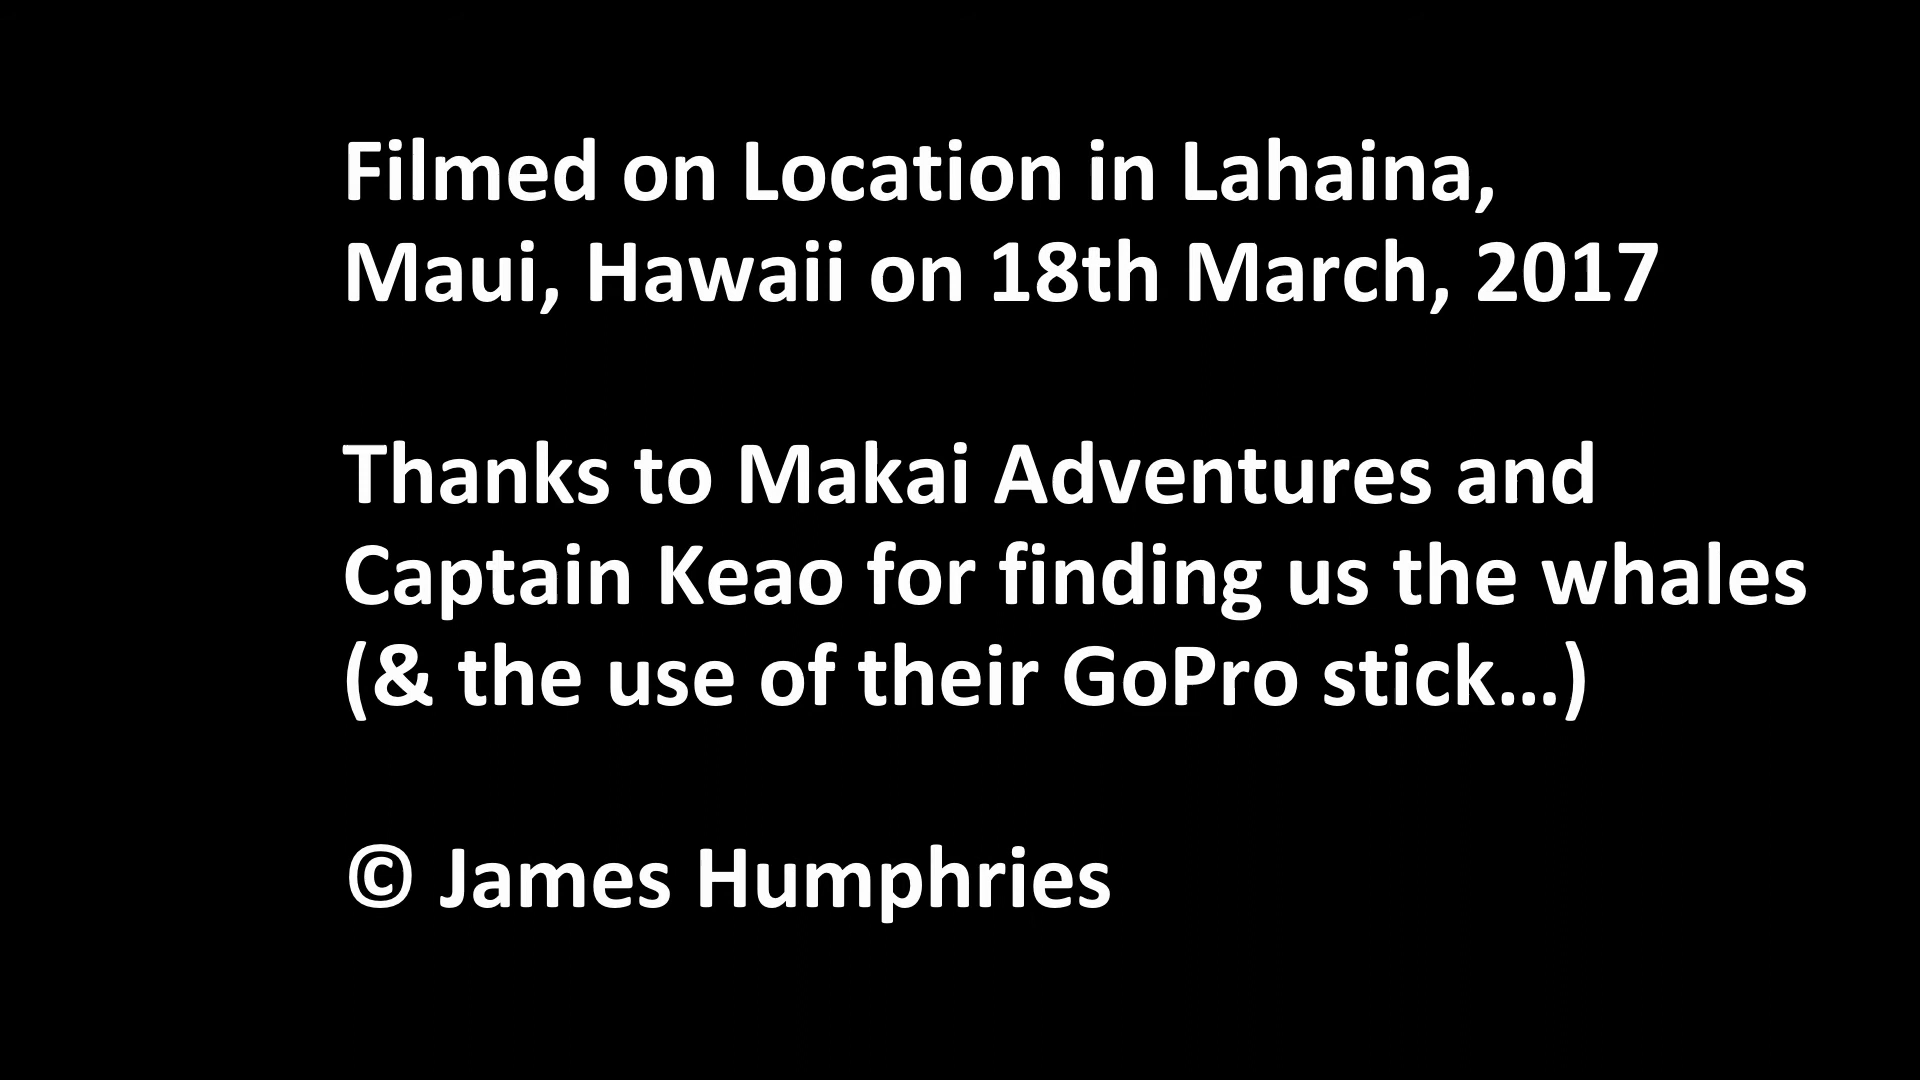 Filmed on Location in Lahaina,
Maui, Hawaii on 18th March, 2017
Thanks to Makai Adventures and
Captain Keao for finding us the whales
(& the use of their GoPro stick...)
© James Humphries